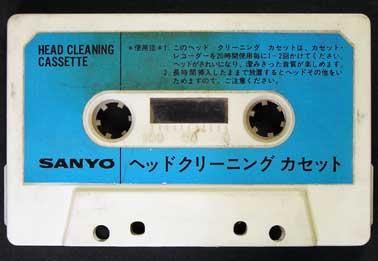 HEAD CLEANING
CASSETTE
*使用法*1. このヘッド クリーニング カセットは、カセット・
レコーダーを20時間使用毎に1~2回かけてください。
ヘッドがきれいになり、澄みきった音質が楽しめます。
2. 長時間挿入したままで放置するとヘッドその他をい
ためますので、ご注意ください。
SANYO ヘッドクリーニング カセット